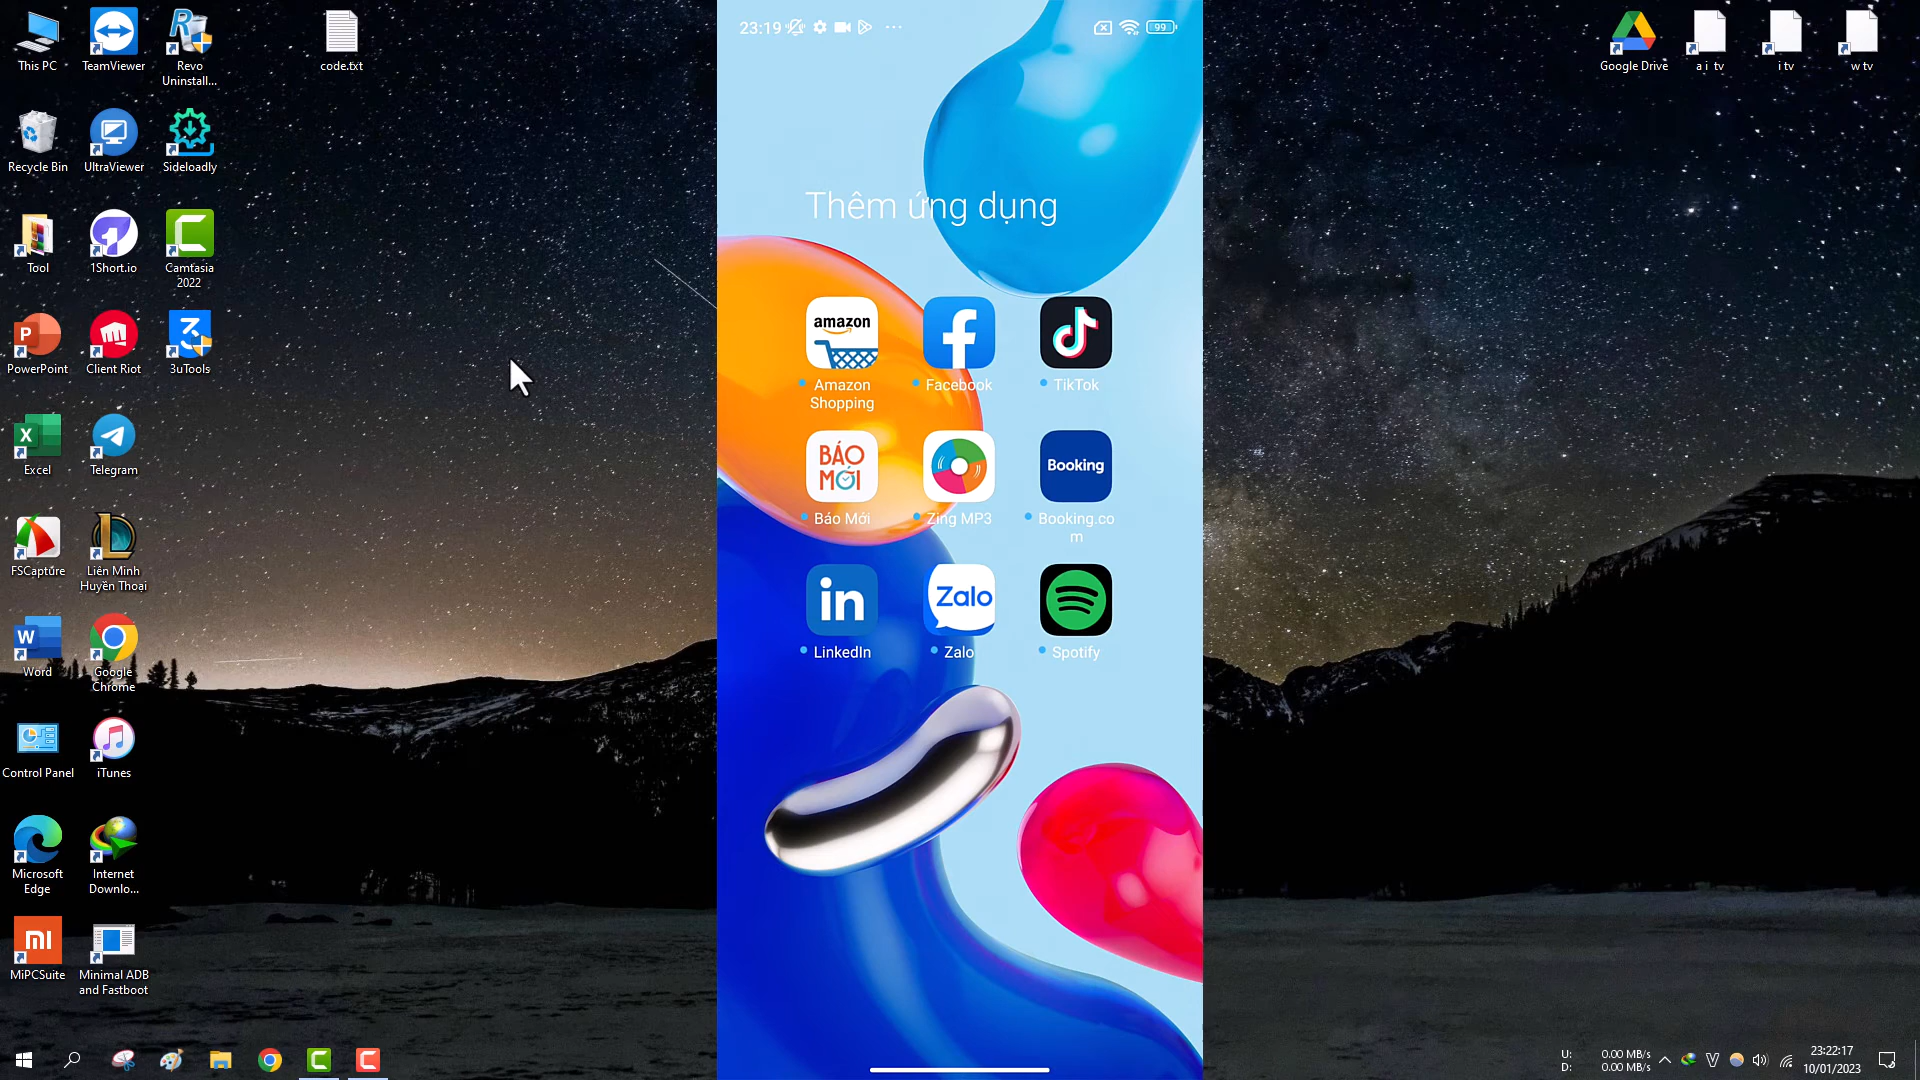 This PC
TeamViewer
Revo
Uninstall...
code.txt
Recycle Bin
UltraViewer
Sideloadly
Tool
1Short.io
Camtasia
2022
PowerPoint
Client Riot
3uTools
Excel
Telegram
FSCapture
Liên Minh
Huyền Thoại
Word
Google
Chrome
Control Panel
iTunes
Microsoft
Edge
Internet
Downlo...
MiPCSuite
Minimal ADB
and Fastboot
23:19
99
Thêm ứng dụng
amazon
Amazon
Shopping
Facebook
TikTok
BÁO
MỚI
Báo Mới
Zing MP3
Booking
Booking.co
m
in
LinkedIn
Zalo
Zalo
Spotify
Google Drive
a i tv
i tv
w tv
U: 0.00 MB/s
D: 0.00 MB/s
23:22:17
10/01/2023